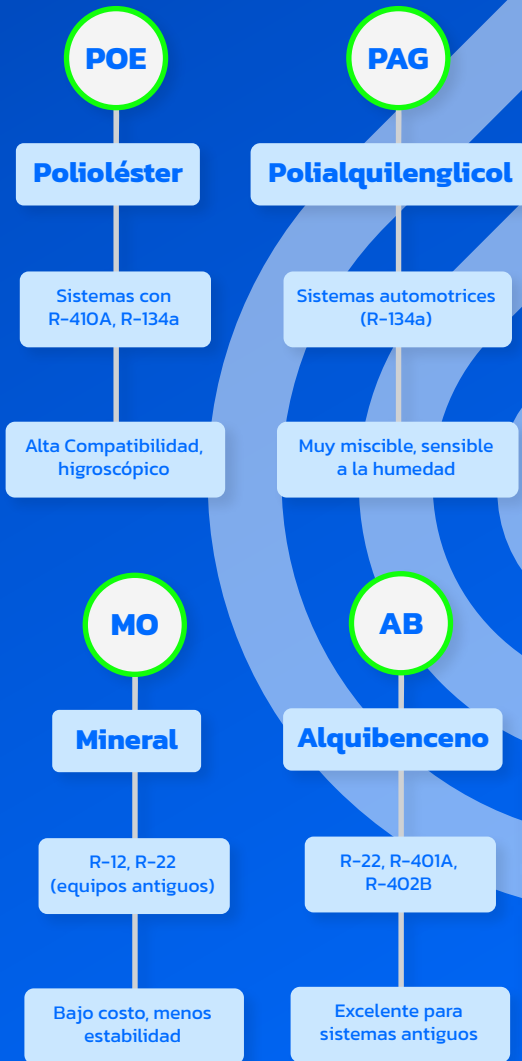 POE
Polioléster
Sistemas con
R-410A, R-134a
Alta Compatibilidad,
higroscópico
PAG
Polialquilenglicol
Sistemas automotrices
(R-134a)
Muy miscible, sensible
a la humedad
MO
Mineral
R-12, R-22
(equipos antiguos)
Bajo costo, menos
estabilidad
AB
Alquibenceno
R-22, R-401A,
R-402B
Excelente para
sistemas antiguos